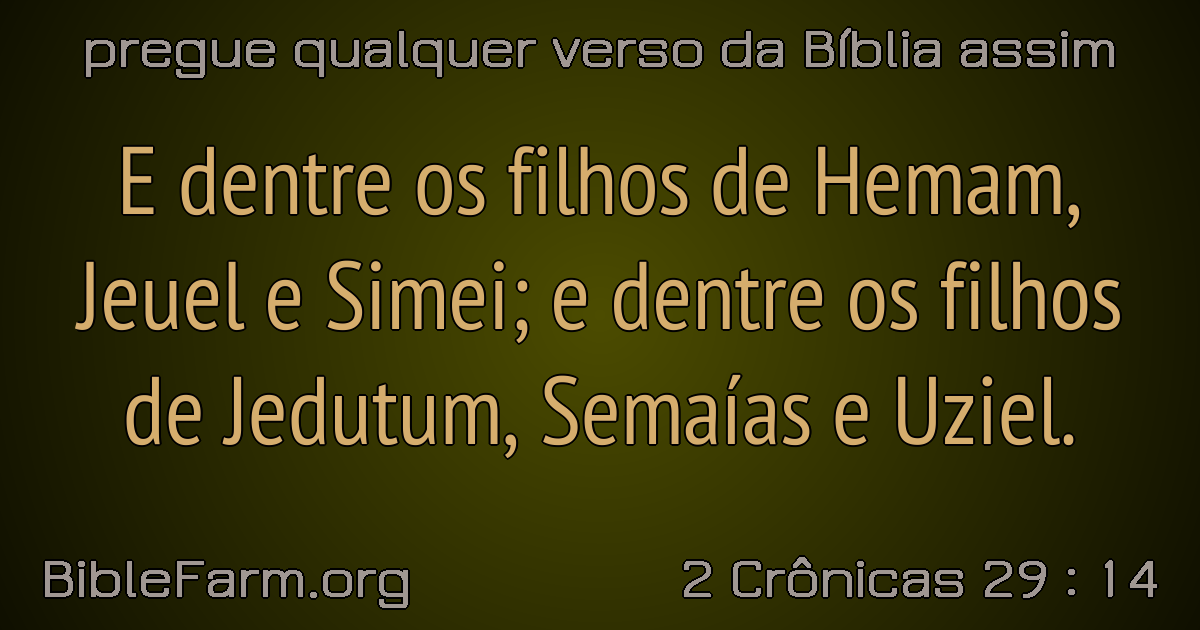 pregue qualquer verso da Bíblia assim
E dentre os filhos de Hemam,
Jeuel e Simei; e dentre os filhos
de Jedutum, Semaías e Uziel.
BibleFarm.org
2 Crônicas 29 : 14